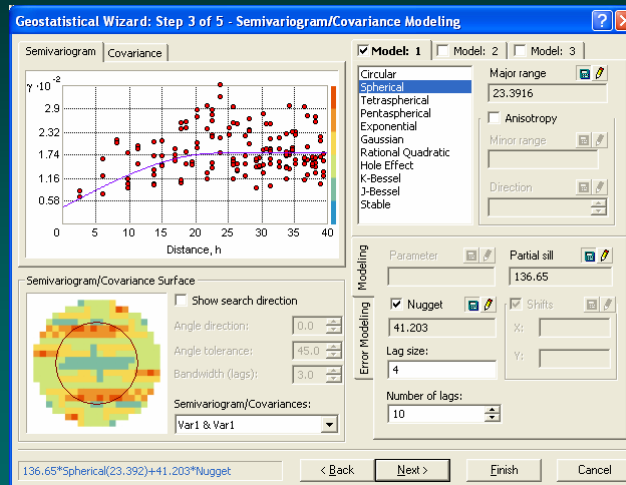 Geostatistical Wizard: Step 3 of 5 - Semivariogram/Covariance Modeling
Semivariogram
Covariance
γ ·10⁻²
2.9
2.32
1.74
1.16
0.58
0 5 10 15 20 25 30 35 40
Distance, h
Semivariogram/Covariance Surface
Show search direction
Angle direction: 0.0
Angle tolerance: 45.0
Bandwidth (lags): 3.0
Semivariogram/Covariances:
Var1 & Var1
Model: 1
Model: 2
Model: 3
Circular
Spherical
Tetraspherical
Pentaspherical
Exponential
Gaussian
Rational Quadratic
Hole Effect
K-Bessel
J-Bessel
Stable
Major range
23.3916
Anisotropy
Minor range
Direction
Modeling
Error Modeling
Parameter
Partial sill
136.65
Nugget
41.203
Shifts
X:
Y:
Lag size:
4
Number of lags:
10
136.65*Spherical(23.392)+41.203*Nugget
< Back
Next >
Finish
Cancel